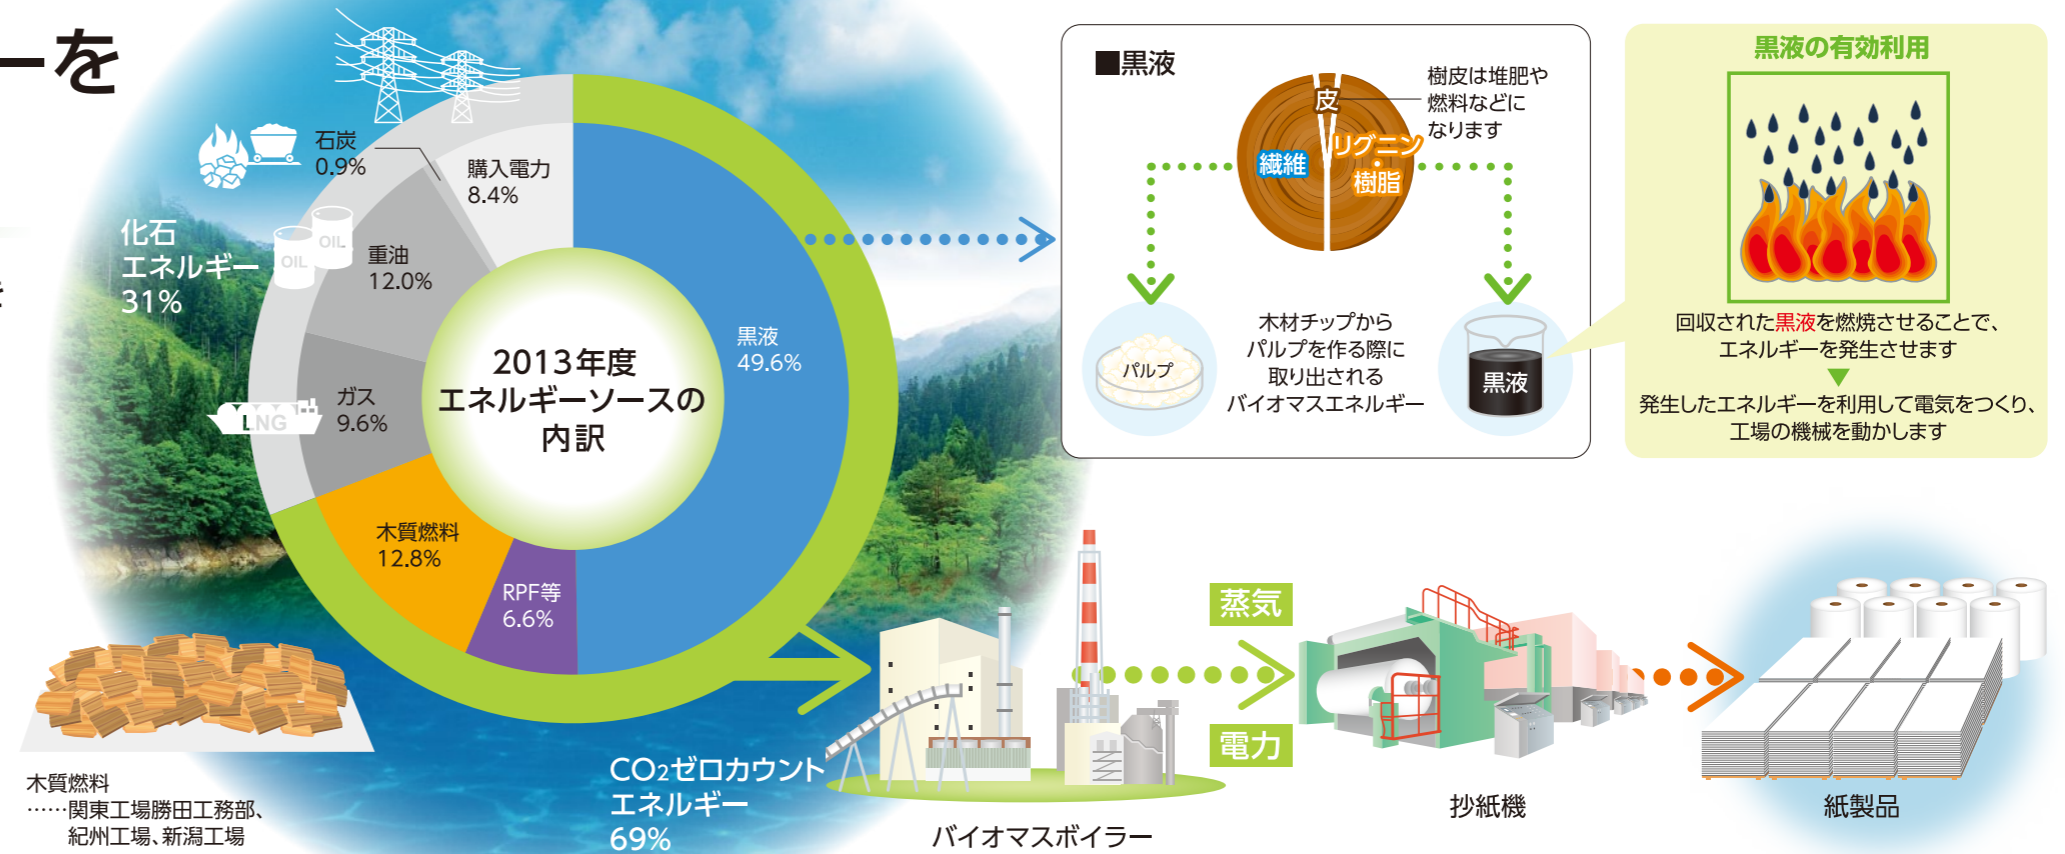 ーを
石炭
0.9%
購入電力
8.4%
化石
エネルギー
31%
OIL
OIL
重油
12.0%
LNG
ガス
9.6%
2013年度
エネルギーソースの
内訳
黒液
49.6%
木質燃料
12.8%
RPF等
6.6%
木質燃料
……関東工場勝田工務部、
紀州工場、新潟工場
CO2ゼロカウント
エネルギー
69%
■黒液
皮
樹皮は堆肥や
燃料などに
なります
繊維
リグニン
・
樹脂
パルプ
木材チップから
パルプを作る際に
取り出される
バイオマスエネルギー
黒液
黒液の有効利用
回収された黒液を燃焼させることで、
エネルギーを発生させます
発生したエネルギーを利用して電気をつくり、
工場の機械を動かします
バイオマスボイラー
蒸気
電力
抄紙機
紙製品